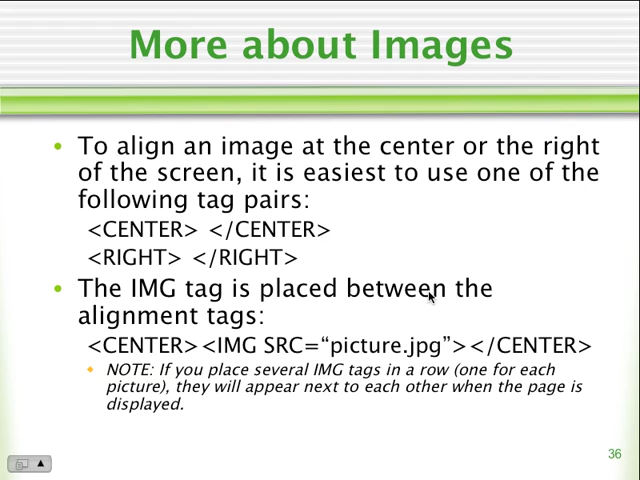 More about Images
• To align an image at the center or the right
of the screen, it is easiest to use one of the
following tag pairs:
<CENTER> </CENTER>
<RIGHT> </RIGHT>
• The IMG tag is placed between the
alignment tags:
<CENTER><IMG SRC=“picture.jpg”></CENTER>
NOTE: If you place several IMG tags in a row (one for each
picture), they will appear next to each other when the page is
displayed.
36